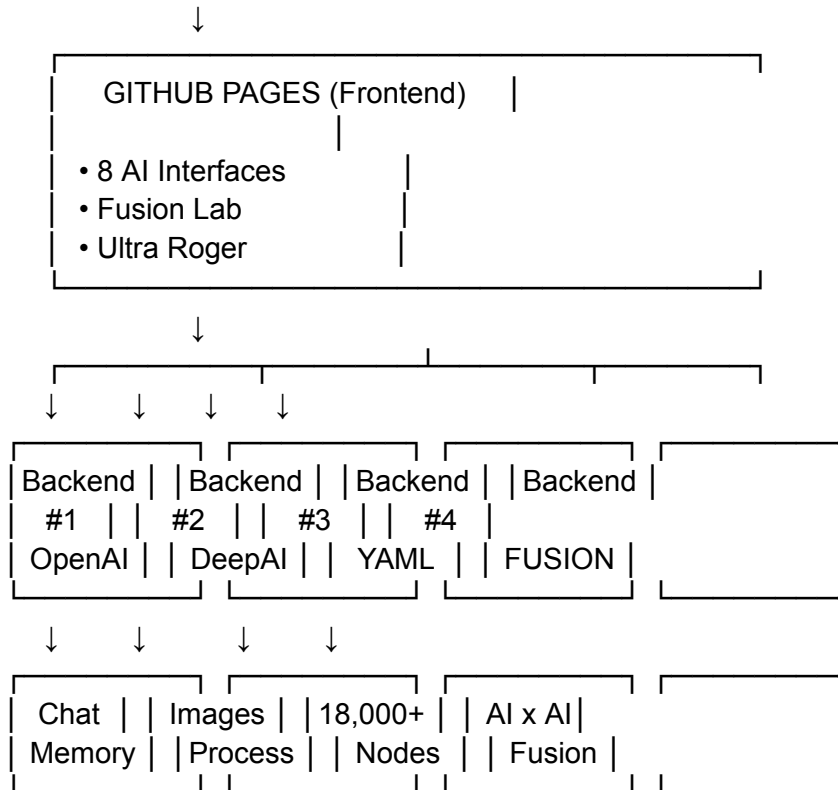 ↓
GITHUB PAGES (Frontend)
• 8 AI Interfaces
• Fusion Lab
• Ultra Roger
↓
↓ ↓ ↓ ↓
│Backend │ │Backend │ │Backend │ │Backend │
│ #1 │ │ #2 │ │ #3 │ │ #4 │
│ OpenAI │ │ DeepAI │ │ YAML │ │ FUSION │
↓ ↓ ↓ ↓
│ Chat │ │ Images │ │18,000+ │ │ AI x AI│
│ Memory │ │Process │ │ Nodes │ │ Fusion │